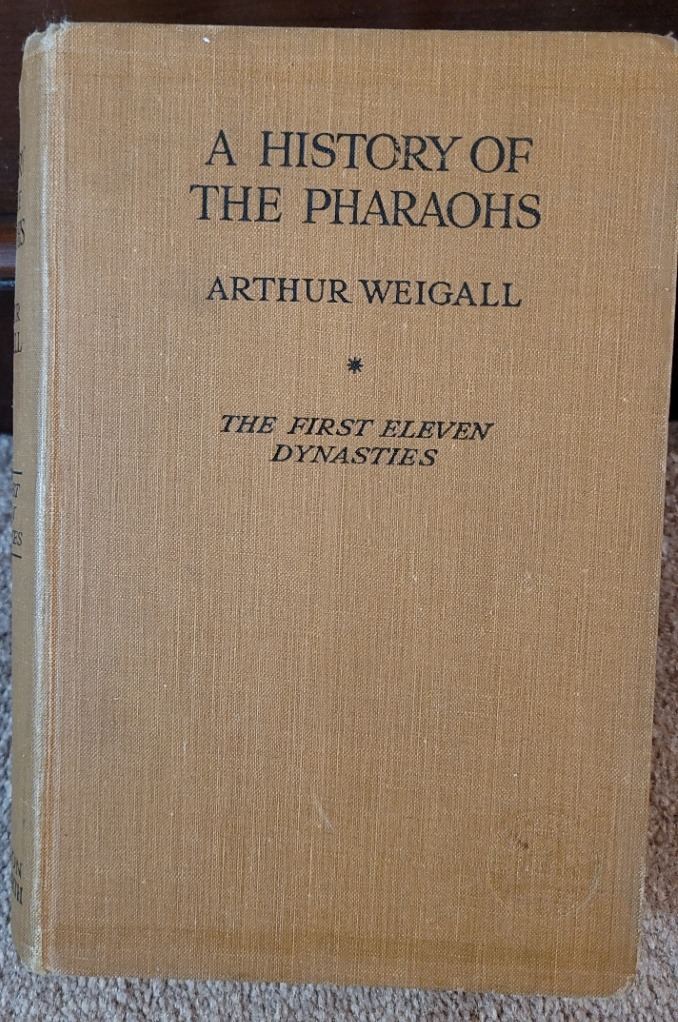 A HISTORY OF
THE PHARAOHS
ARTHUR WEIGALL
*
THE FIRST ELEVEN
DYNASTIES